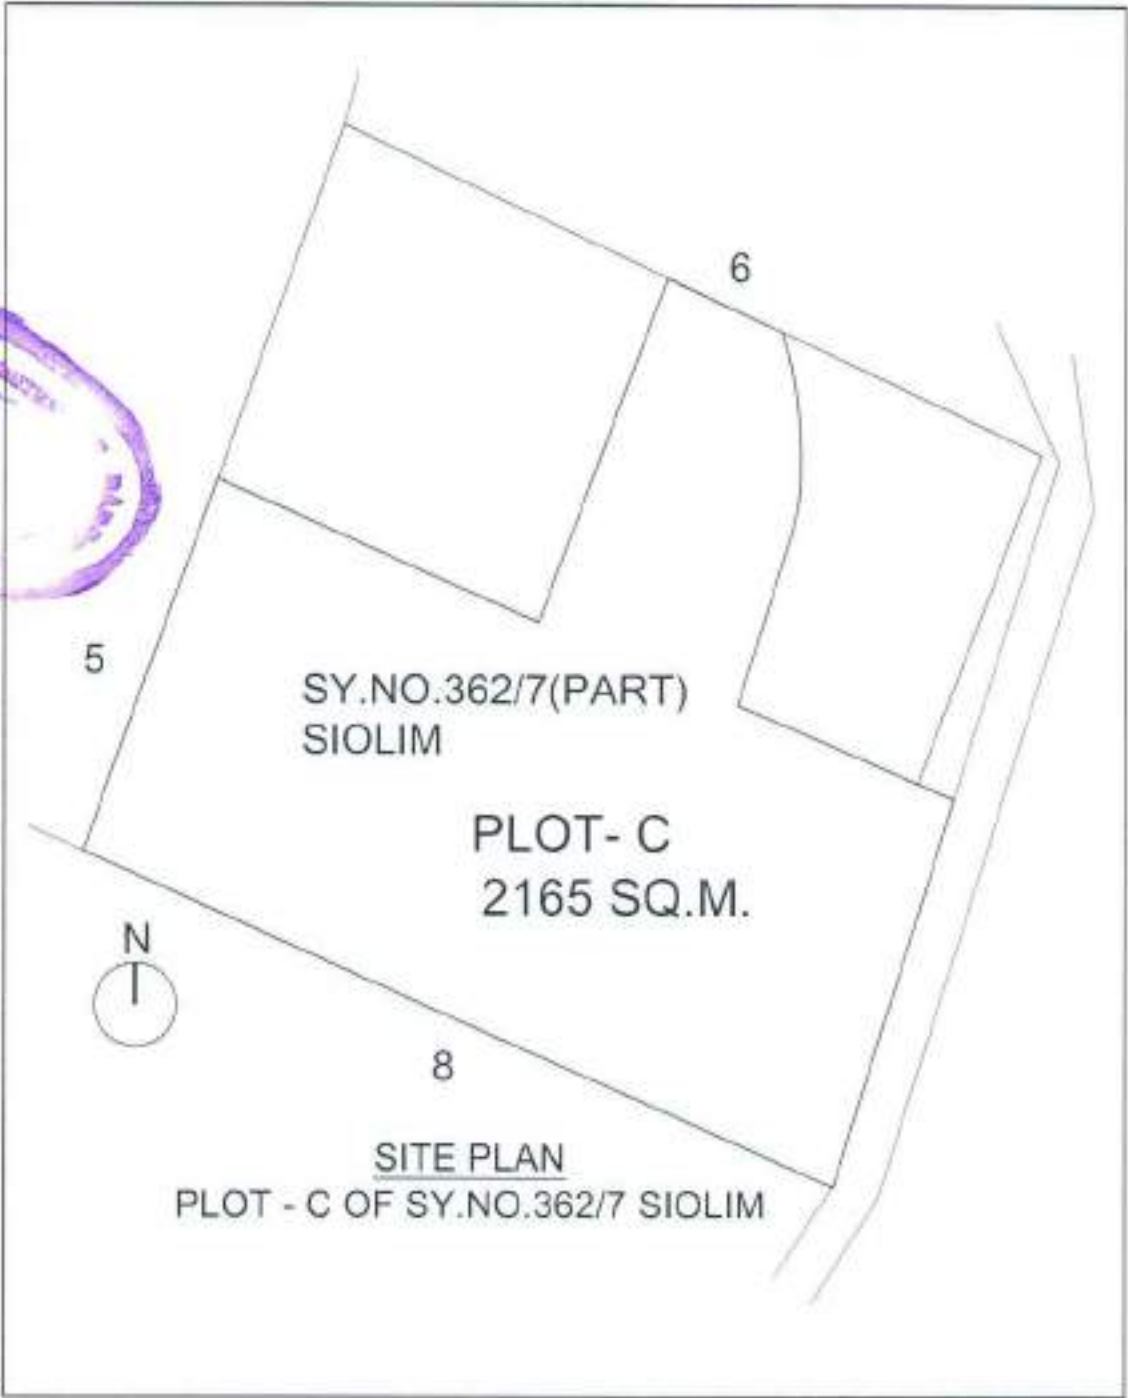 6
5
SY.NO.362/7(PART)
SIOLIM
PLOT- C
2165 SQ.M.
N
8
SITE PLAN
PLOT - C OF SY.NO.362/7 SIOLIM